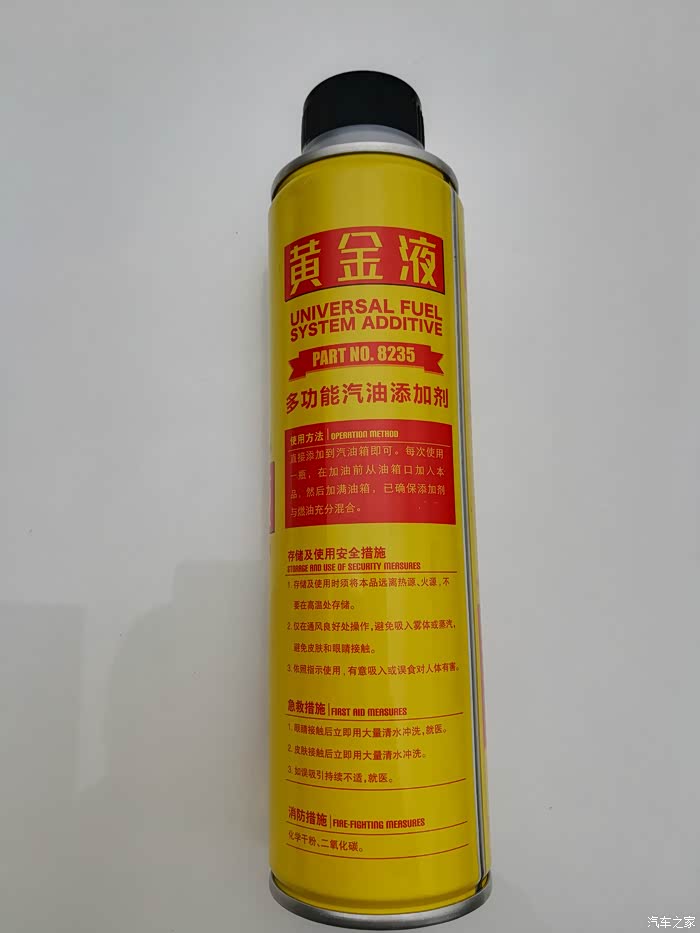 黄金液
UNIVERSAL FUEL
SYSTEM ADDITIVE
PART NO. 8235
多功能汽油添加剂
使用方法 | OPERATION METHOD
直接添加到汽油箱即可。每次使用
一瓶，在加油前从油箱口加入本
品，然后加满油箱，已确保添加剂
与燃油充分混合。
存储及使用安全措施
STORAGE AND USE OF SECURITY MEASURES
1. 存储及使用时须将本品远离热源、火源，不
要在高温处存储。
2. 仅在通风良好处操作，避免吸入雾体或蒸汽，
避免皮肤和眼睛接触。
3. 依照指示使用，有意吸入或误食对人体有害。
急救措施 | FIRST AID MEASURES
1. 眼睛接触后立即用大量清水冲洗，就医。
2. 皮肤接触后立即用大量清水冲洗。
3. 如误吸引持续不适，就医。
消防措施 | FIRE-FIGHTING MEASURES
化学干粉、二氧化碳。
汽车之家